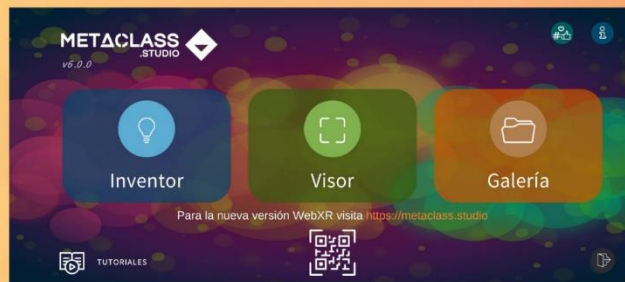 METACLASS
.STUDIO
v6.0.0
#
Inventor
Visor
Galería
Para la nueva versión WebXR visita https://metaclass.studio
TUTORIALES